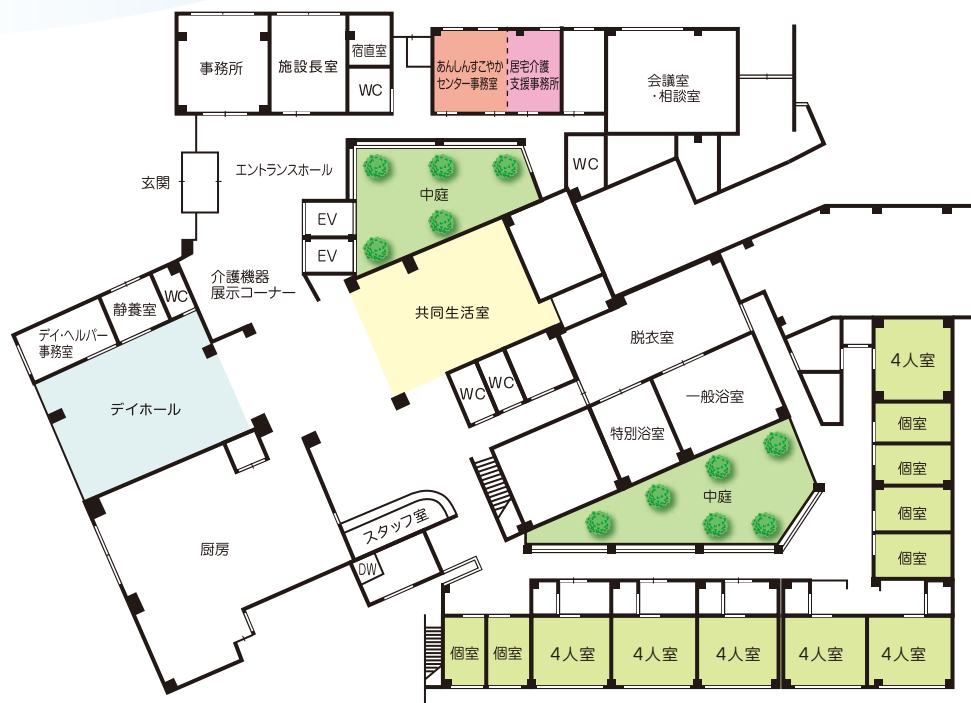 事務所
施設長室
宿直室
WC
あんしんすこやか
センター事務室
居宅介護
支援事務所
会議室
・相談室
玄関
エントランスホール
中庭
WC
EV
EV
介護機器
展示コーナー
WC
静養室
デイ・ヘルパー
事務室
デイホール
共同生活室
WC
WC
脱衣室
一般浴室
特別浴室
中庭
4人室
個室
個室
個室
個室
スタッフ室
DW
厨房
個室
個室
4人室
4人室
4人室
4人室
4人室